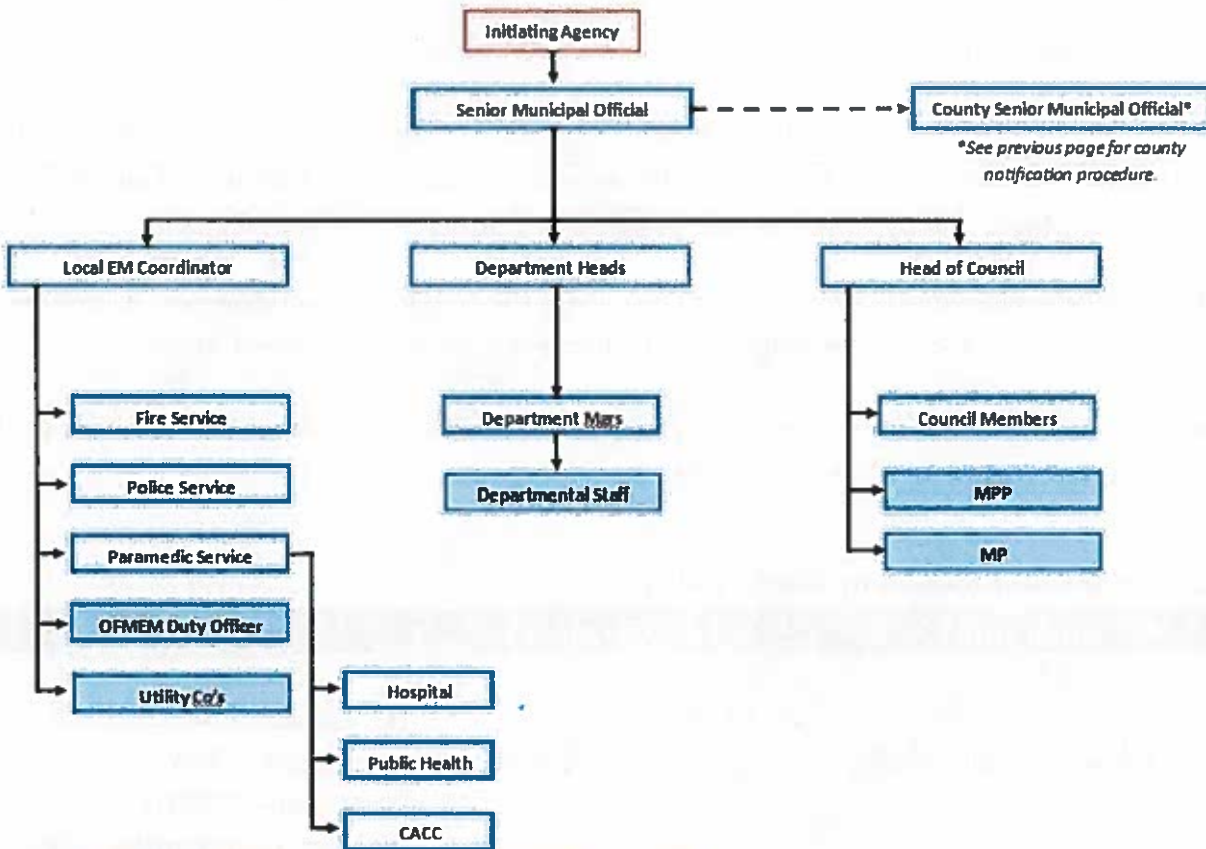 Initiating Agency
Senior Municipal Official
County Senior Municipal Official*
*See previous page for county
notification procedure.
Local EM Coordinator
Department Heads
Head of Council
Fire Service
Department Mgrs
Council Members
Police Service
Departmental Staff
MPP
Paramedic Service
MP
OFMEM Duty Officer
Utility Co's
Hospital
Public Health
CACC